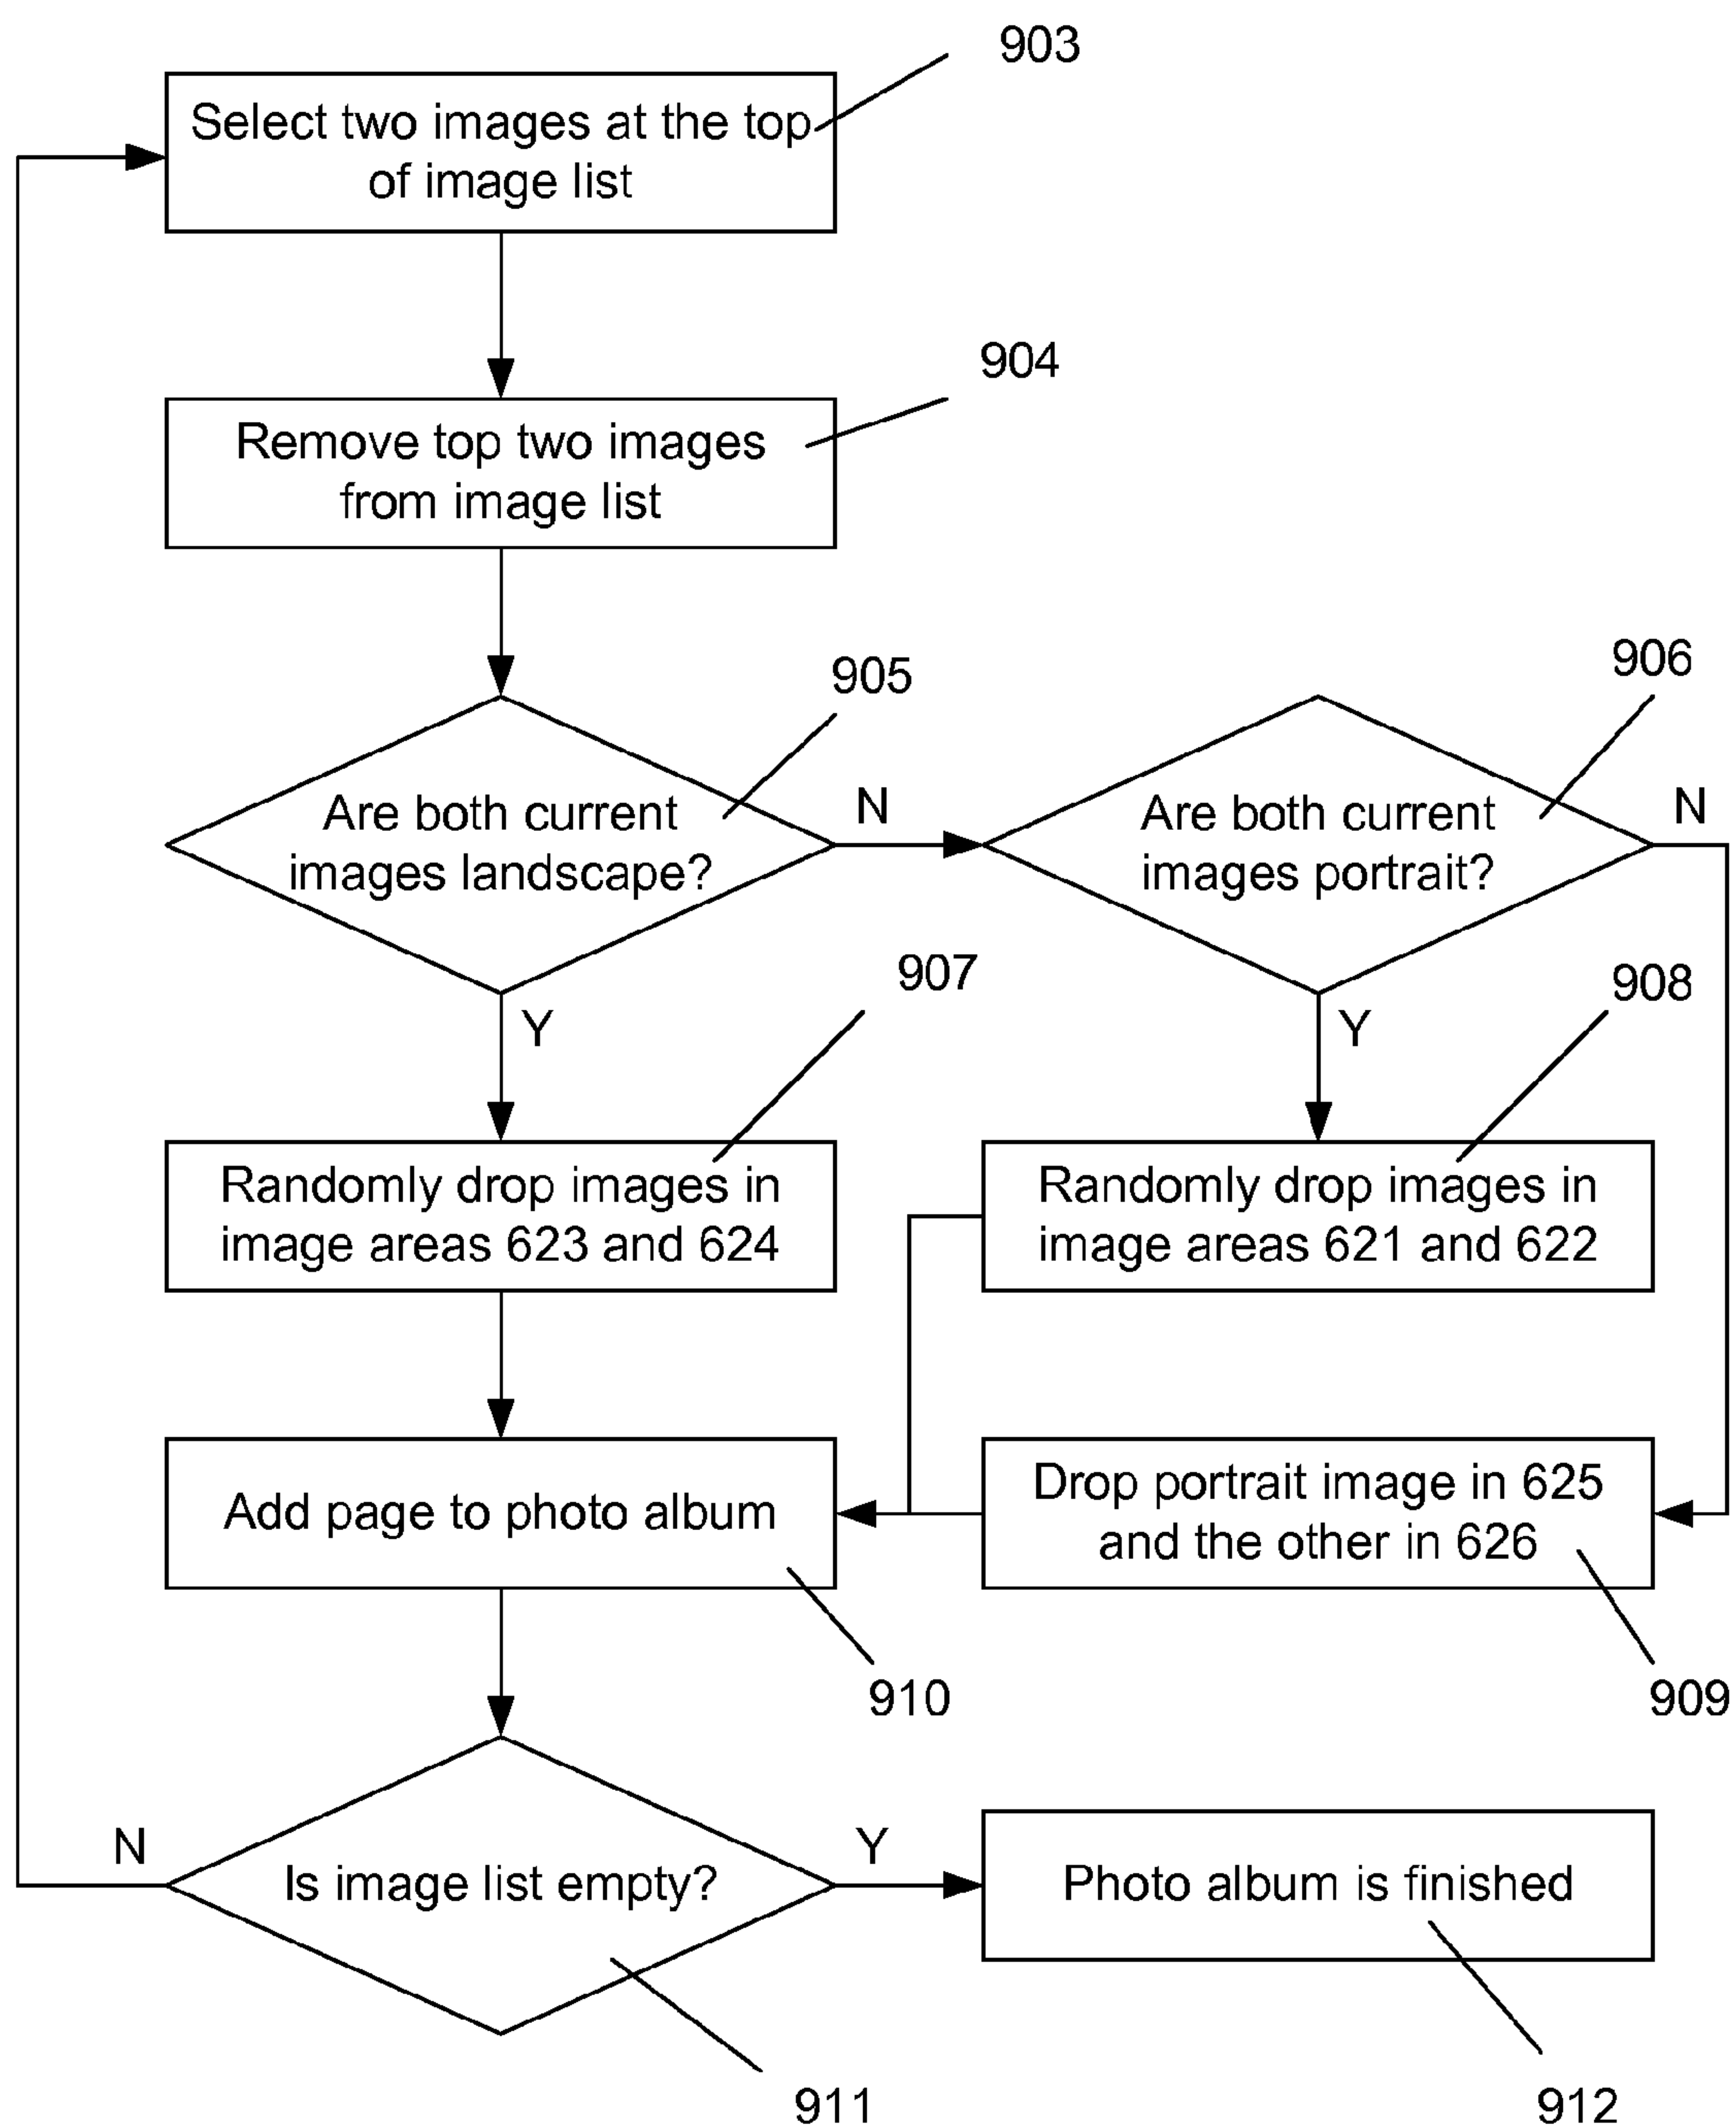 903
Select two images at the top
of image list
904
Remove top two images
from image list
905
906
Are both current
images landscape?
N
Are both current
images portrait?
N
907
908
Y
Y
Randomly drop images in
image areas 623 and 624
Randomly drop images in
image areas 621 and 622
Add page to photo album
Drop portrait image in 625
and the other in 626
910
909
N
Is image list empty?
Y
Photo album is finished
911
912